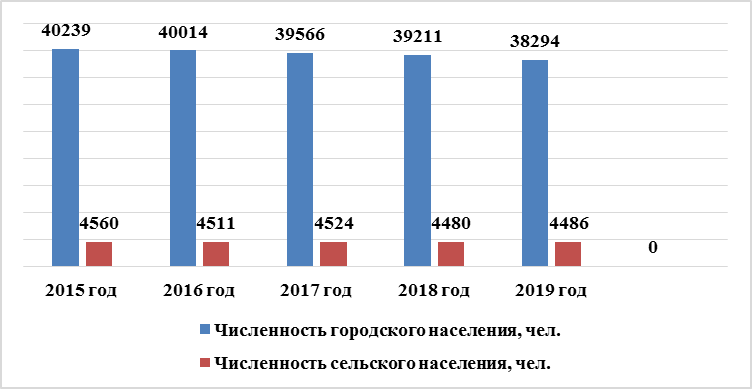 40239 40014 39566 39211 38294
4560 4511 4524 4480 4486 0
2015 год 2016 год 2017 год 2018 год 2019 год
Численность городского населения, чел.
Численность сельского населения, чел.